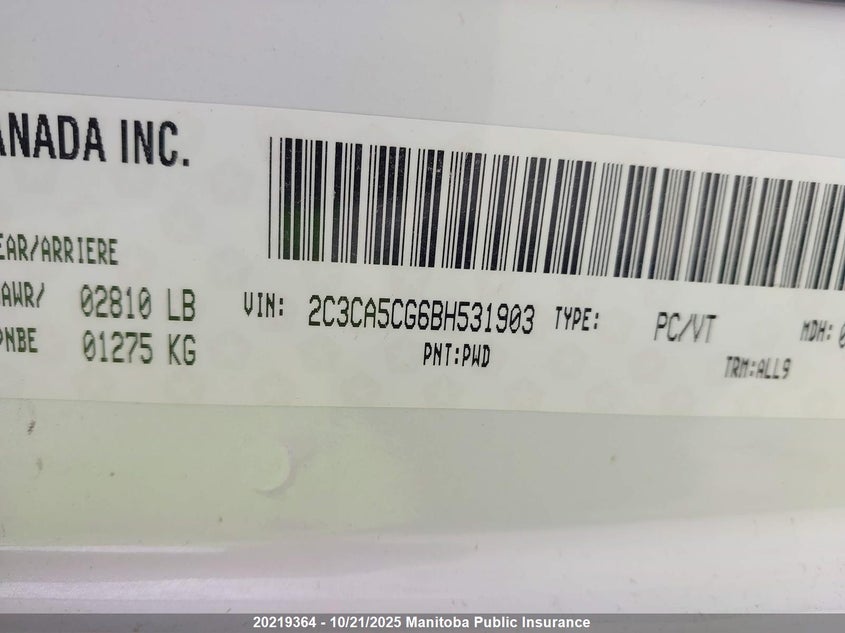 ANADA INC.
EAR/ARRIERE
AWR/ 02810 LB VIN: 2C3CA5CG6BH531903 TYPE: PC/VT MDH: 0
PNBE 01275 KG PNT:PWD TRM:ALL9
20219364 - 10/21/2025 Manitoba Public Insurance